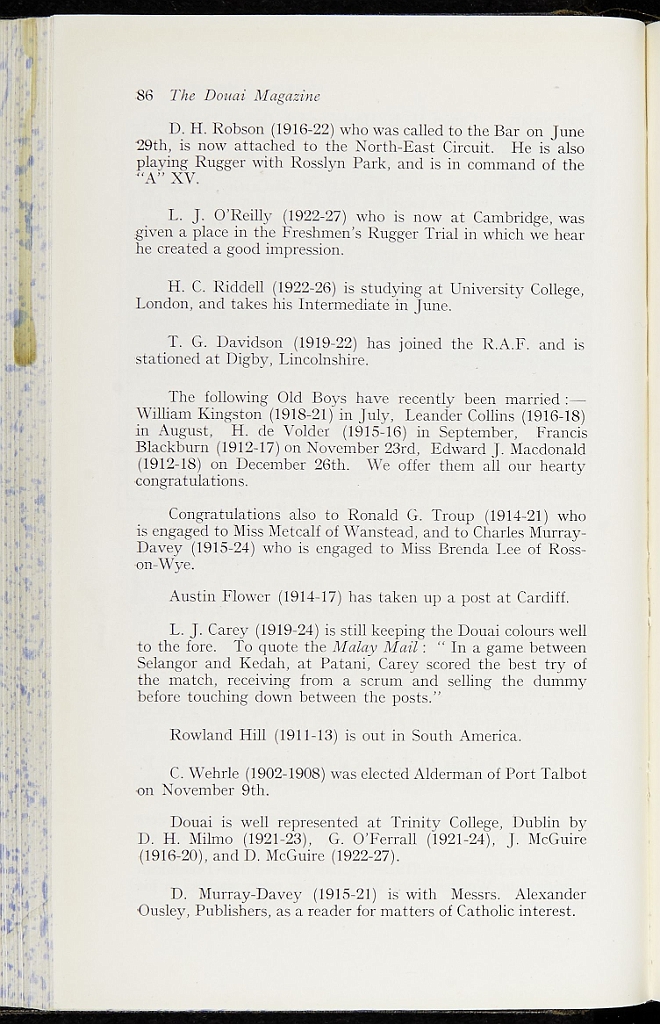 86 The Douai Magazine
D. H. Robson (1916-22) who was called to the Bar on June
29th, is now attached to the North-East Circuit. He is also
playing Rugger with Rosslyn Park, and is in command of the
“A” XV.
L. J. O’Reilly (1922-27) who is now at Cambridge, was
given a place in the Freshmen’s Rugger Trial in which we hear
he created a good impression.
H. C. Riddell (1922-26) is studying at University College,
London, and takes his Intermediate in June.
T. G. Davidson (1919-22) has joined the R.A.F. and is
stationed at Digby, Lincolnshire.
The following Old Boys have recently been married :—
William Kingston (1918-21) in July, Leander Collins (1916-18)
in August, H. de Volder (1915-16) in September, Francis
Blackburn (1912-17) on November 23rd, Edward J. Macdonald
(1912-18) on December 26th. We offer them all our hearty
congratulations.
Congratulations also to Ronald G. Troup (1914-21) who
is engaged to Miss Metcalf of Wanstead, and to Charles Murray-
Davey (1915-24) who is engaged to Miss Brenda Lee of Ross-
on-Wye.
Austin Flower (1914-17) has taken up a post at Cardiff.
L. J. Carey (1919-24) is still keeping the Douai colours well
to the fore. To quote the Malay Mail : “ In a game between
Selangor and Kedah, at Patani, Carey scored the best try of
the match, receiving from a scrum and selling the dummy
before touching down between the posts.”
Rowland Hill (1911-13) is out in South America.
C. Wehrle (1902-1908) was elected Alderman of Port Talbot
on November 9th.
Douai is well represented at Trinity College, Dublin by
D. H. Milmo (1921-23), G. O’Ferrall (1921-24), J. McGuire
(1916-20), and D. McGuire (1922-27).
D. Murray-Davey (1915-21) is with Messrs. Alexander
Ousley, Publishers, as a reader for matters of Catholic interest.